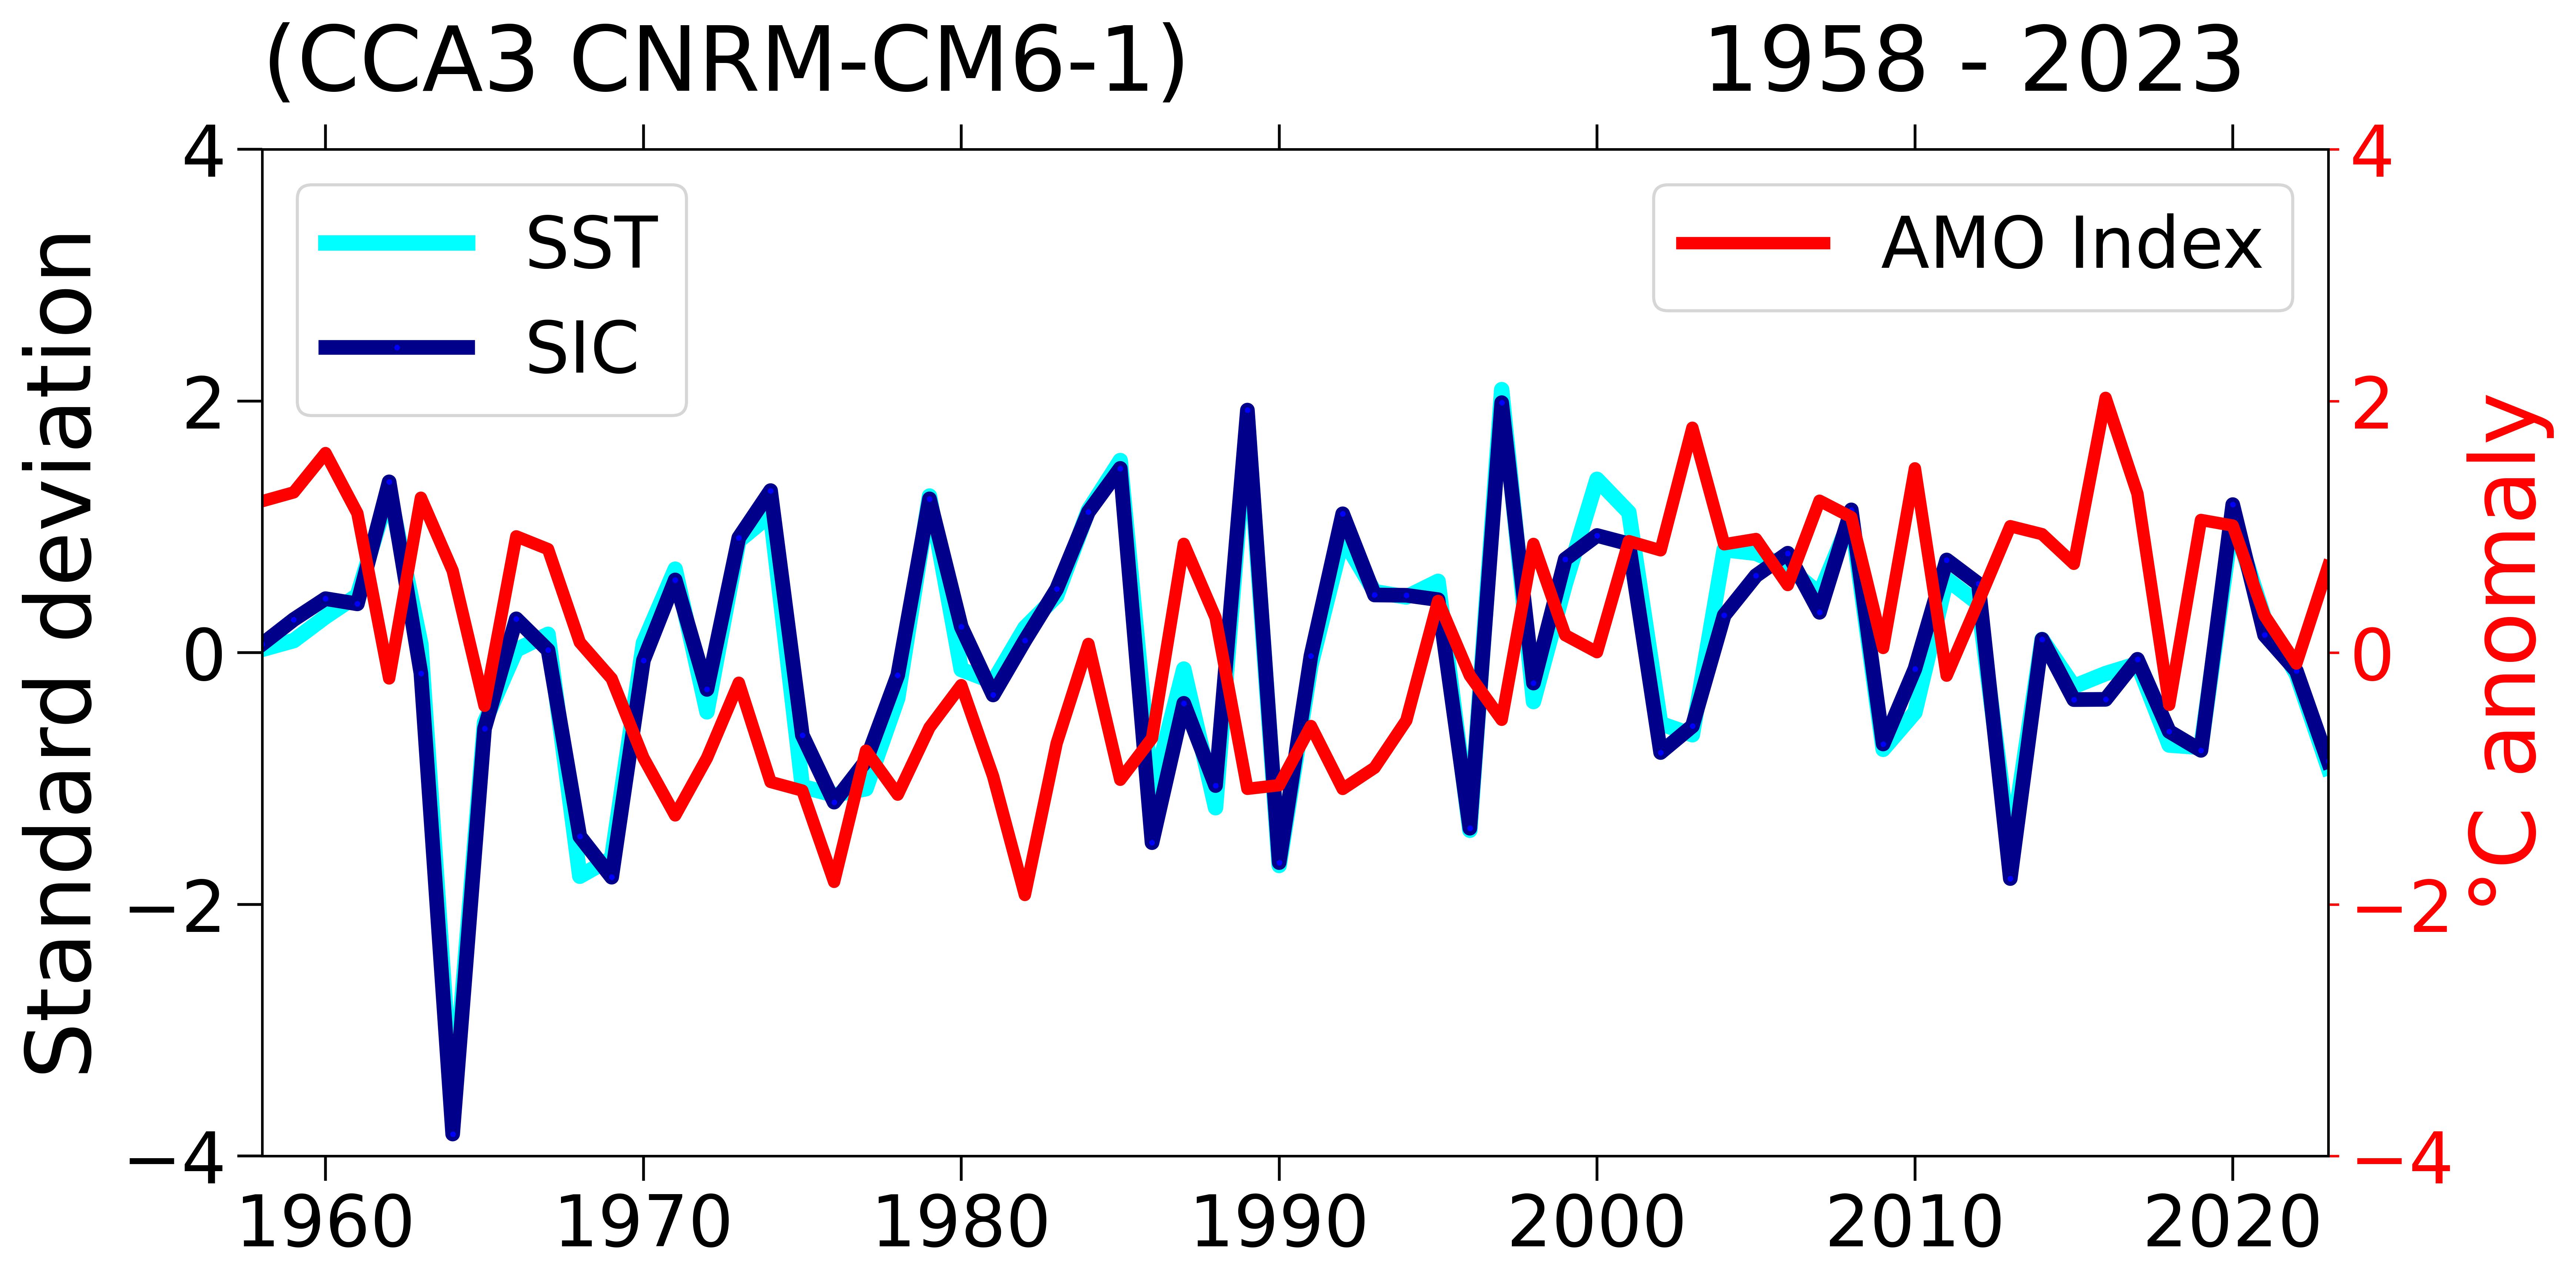 (CCA3 CNRM-CM6-1) 1958 - 2023
Standard deviation
4
2
0
−2
−4
SST
SIC
AMO Index
4
2
0
−2
−4
°C anomaly
1960 1970 1980 1990 2000 2010 2020